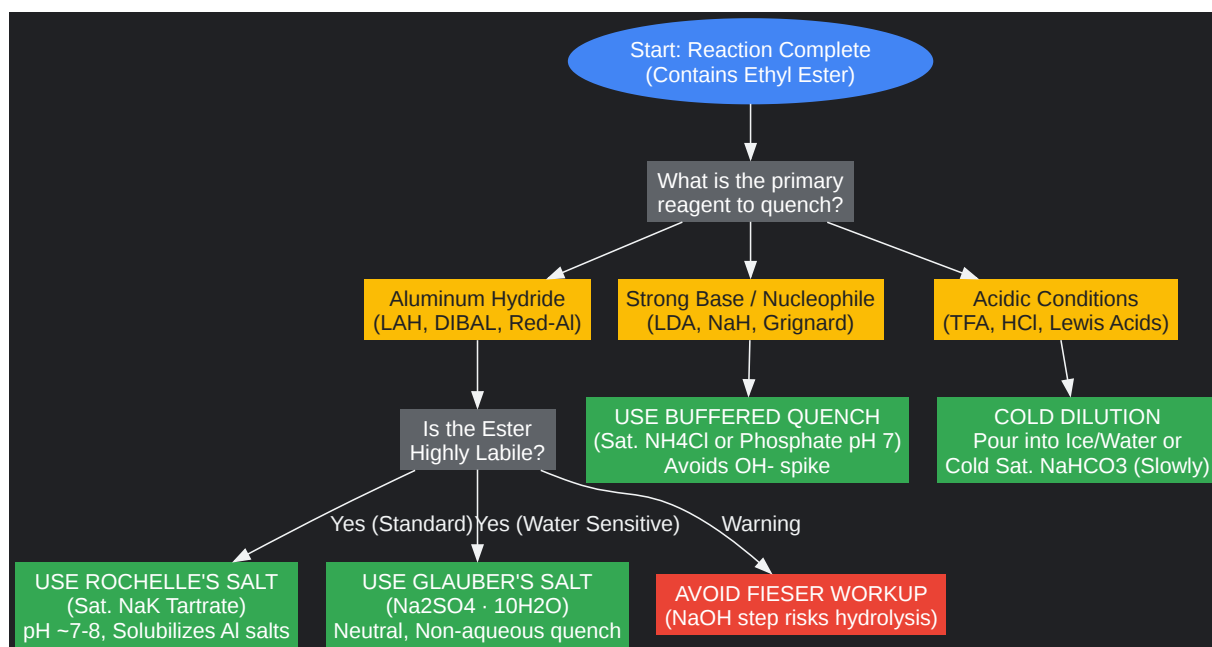 Start: Reaction Complete
(Contains Ethyl Ester)
What is the primary
reagent to quench?
Aluminum Hydride
(LAH, DIBAL, Red-Al)
Strong Base / Nucleophile
(LDA, NaH, Grignard)
Acidic Conditions
(TFA, HCl, Lewis Acids)
Is the Ester
Highly Labile?
USE BUFFERED QUENCH
(Sat. NH4Cl or Phosphate pH 7)
Avoids OH- spike
COLD DILUTION
Pour into Ice/Water or
Cold Sat. NaHCO3 (Slowly)
Yes (Standard)
Yes (Water Sensitive)
Warning
USE ROCHELLE'S SALT
(Sat. NaK Tartrate)
pH ~7-8, Solubilizes Al salts
USE GLAUBER'S SALT
(Na2SO4 · 10H2O)
Neutral, Non-aqueous quench
AVOID FIESER WORKUP
(NaOH step risks hydrolysis)